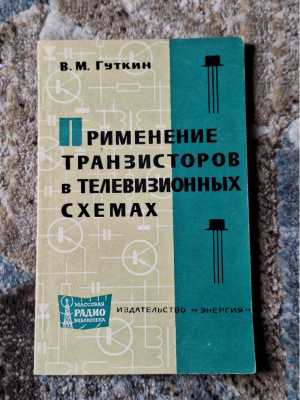 В. М. Гуткин
ПРИМЕНЕНИЕ
ТРАНЗИСТОРОВ
В ТЕЛЕВИЗИОННЫХ
СХЕМАХ
МАССОВАЯ
РАДИО
БИБЛИОТЕКА
ИЗДАТЕЛЬСТВО «ЭНЕРГИЯ»